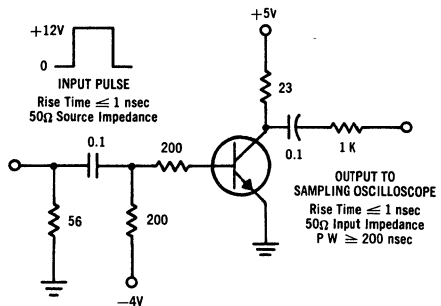 +5V
+12V
0
INPUT PULSE
Rise Time ≤ 1 nsec
50Ω Source Impedance
23
0.1
200
0.1
1 K
OUTPUT TO
SAMPLING OSCILLOSCOPE
Rise Time ≤ 1 nsec
50Ω Input Impedance
P W ≥ 200 nsec
56
200
−4V